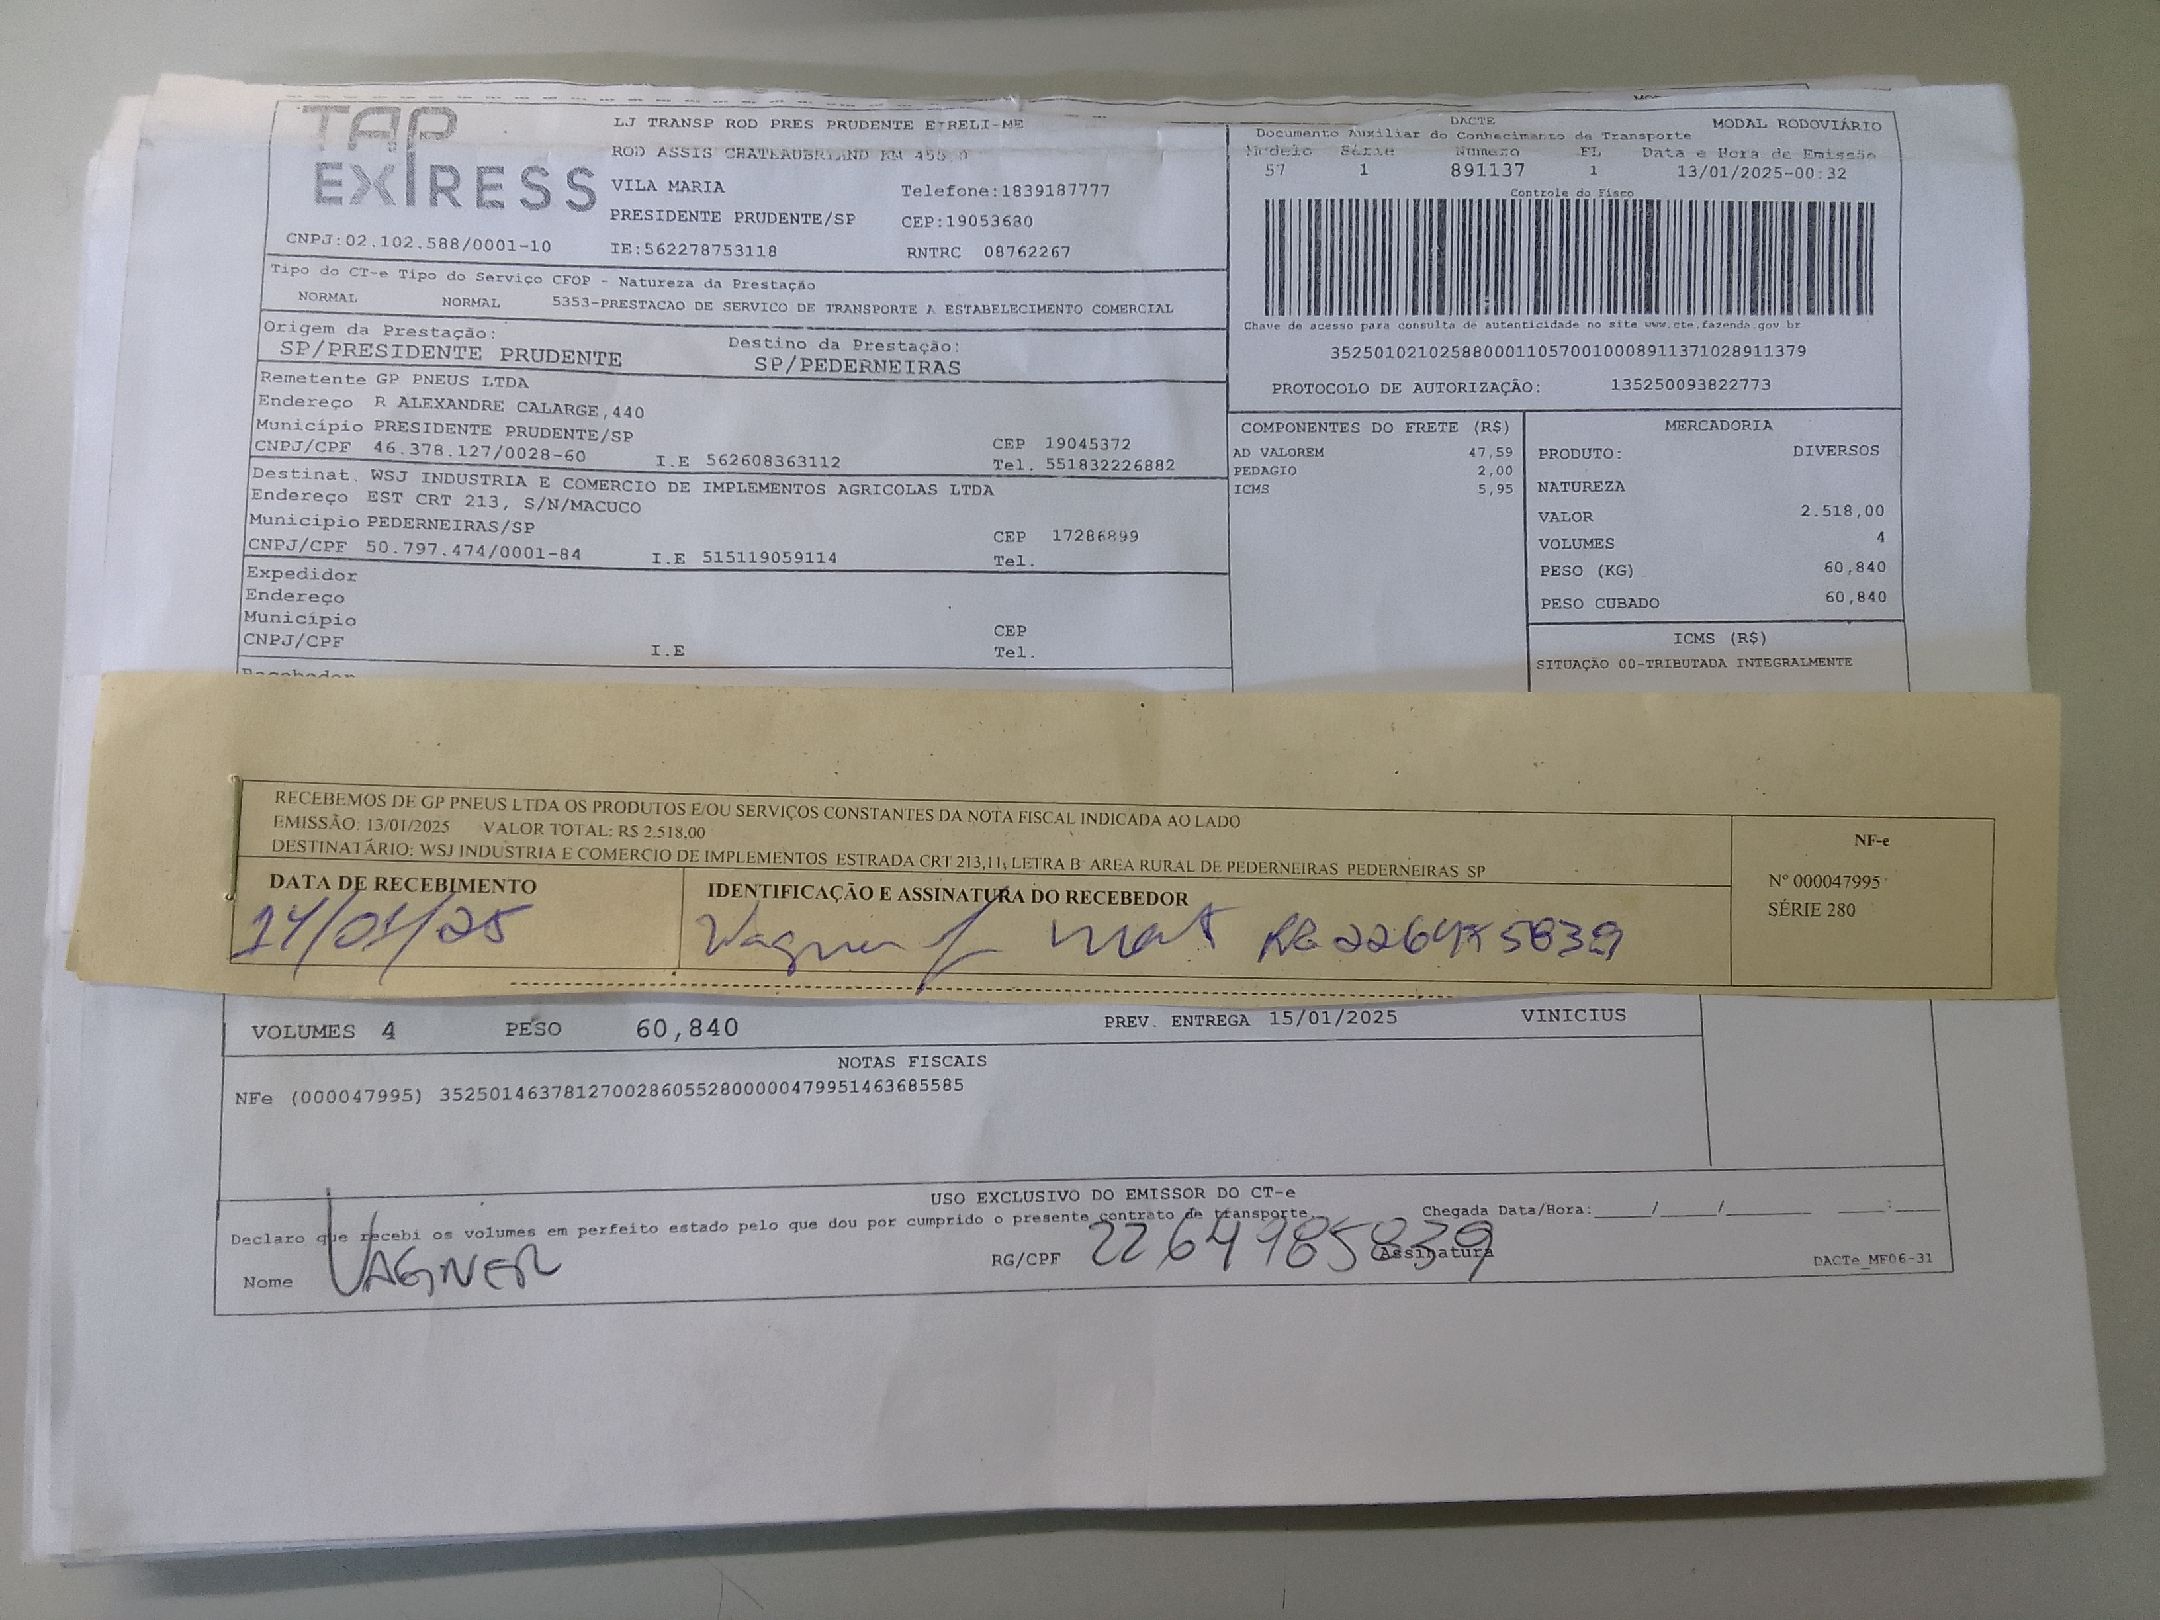 TAP
EXPRESS
CNPJ:02.102.588/0001-10
LJ TRANSP ROD PRES PRUDENTE EIRELI-ME
ROD ASSIS CHATEAUBRIAND KM 455 0
VILA MARIA Telefone:1839187777
PRESIDENTE PRUDENTE/SP CEP:19053680
IE:562278753118 RNTRC 08762267
DACTE
Documento Auxiliar do Conhecimento de Transporte MODAL RODOVIÁRIO
Modelo Série Número FL Data e Hora de Emissão
57 1 891137 1 13/01/2025-00:32
Controle do Fisco
Chave de acesso para consulta de autenticidade no site www.cte.fazenda.gov.br
35250102102588000110570010008911371028911379
PROTOCOLO DE AUTORIZAÇÃO: 135250093822773
Tipo do CT-e Tipo do Serviço CFOP - Natureza da Prestação
NORMAL NORMAL 5353-PRESTACAO DE SERVICO DE TRANSPORTE A ESTABELECIMENTO COMERCIAL
Origem da Prestação: Destino da Prestação:
SP/PRESIDENTE PRUDENTE SP/PEDERNEIRAS
Remetente GP PNEUS LTDA
Endereço R ALEXANDRE CALARGE,440
Município PRESIDENTE PRUDENTE/SP CEP 19045372
CNPJ/CPF 46.378.127/0028-60 I.E 562608363112 Tel. 551832226882
Destinat. WSJ INDUSTRIA E COMERCIO DE IMPLEMENTOS AGRICOLAS LTDA
Endereço EST CRT 213, S/N/MACUCO
Município PEDERNEIRAS/SP CEP 17286899
CNPJ/CPF 50.797.474/0001-84 I.E 515119059114 Tel.
Expedidor
Endereço
Município CEP
CNPJ/CPF I.E Tel.
Recebedor
COMPONENTES DO FRETE (R$)
AD VALOREM 47,59
PEDAGIO 2,00
ICMS 5,95
MERCADORIA
PRODUTO: DIVERSOS
NATUREZA
VALOR 2.518,00
VOLUMES 4
PESO (KG) 60,840
PESO CUBADO 60,840
ICMS (R$)
SITUAÇÃO 00-TRIBUTADA INTEGRALMENTE
RECEBEMOS DE GP PNEUS LTDA OS PRODUTOS E/OU SERVIÇOS CONSTANTES DA NOTA FISCAL INDICADA AO LADO
EMISSÃO: 13/01/2025 VALOR TOTAL: R$ 2.518,00
DESTINATÁRIO: WSJ INDUSTRIA E COMERCIO DE IMPLEMENTOS ESTRADA CRT 213,11, LETRA B AREA RURAL DE PEDERNEIRAS PEDERNEIRAS SP
DATA DE RECEBIMENTO IDENTIFICAÇÃO E ASSINATURA DO RECEBEDOR
14/01/25 Wagner
NF-e
Nº 000047995
SÉRIE 280
VOLUMES 4 PESO 60,840 PREV. ENTREGA 15/01/2025 VINICIUS
NOTAS FISCAIS
NFe (000047995) 35250146378127002860552800000479951463685585
USO EXCLUSIVO DO EMISSOR DO CT-e
Declaro que recebi os volumes em perfeito estado pelo que dou por cumprido o presente contrato de transporte. Chegada Data/Hora:_____/_____/_______ ____:____
Nome VAGNER RG/CPF Assinatura DACTe_MF06-31